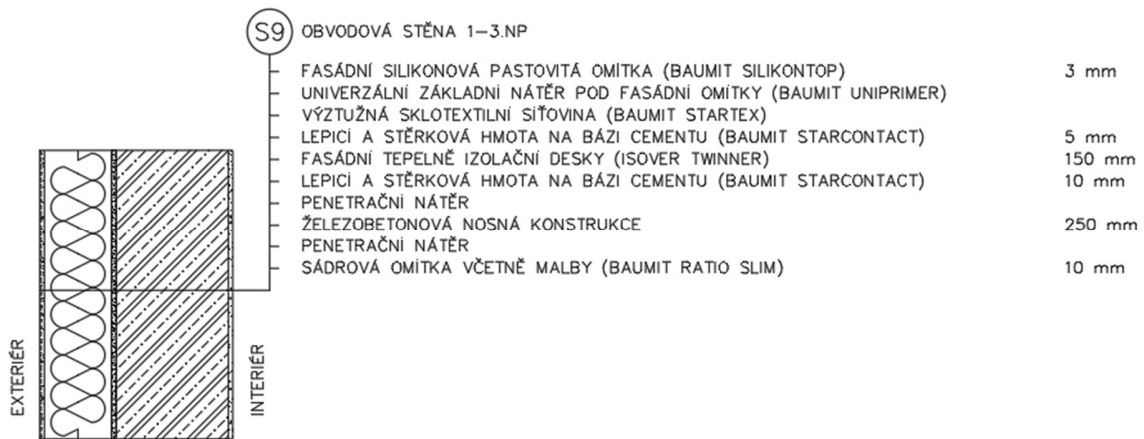 S9 OBVODOVÁ STĚNA 1–3.NP
FASÁDNÍ SILIKONOVÁ PASTOVITÁ OMÍTKA (BAUMIT SILIKONTOP) 3 mm
UNIVERZÁLNÍ ZÁKLADNÍ NÁTĚR POD FASÁDNÍ OMÍTKY (BAUMIT UNIPRIMER)
VÝZTUŽNÁ SKLOTEXTILNÍ SÍŤOVINA (BAUMIT STARTEX)
LEPICÍ A STĚRKOVÁ HMOTA NA BÁZI CEMENTU (BAUMIT STARCONTACT) 5 mm
FASÁDNÍ TEPELNĚ IZOLAČNÍ DESKY (ISOVER TWINNER) 150 mm
LEPICÍ A STĚRKOVÁ HMOTA NA BÁZI CEMENTU (BAUMIT STARCONTACT) 10 mm
PENETRAČNÍ NÁTĚR
ŽELEZOBETONOVÁ NOSNÁ KONSTRUKCE 250 mm
PENETRAČNÍ NÁTĚR
SÁDROVÁ OMÍTKA VČETNĚ MALBY (BAUMIT RATIO SLIM) 10 mm
EXTERIÉR
INTERIÉR